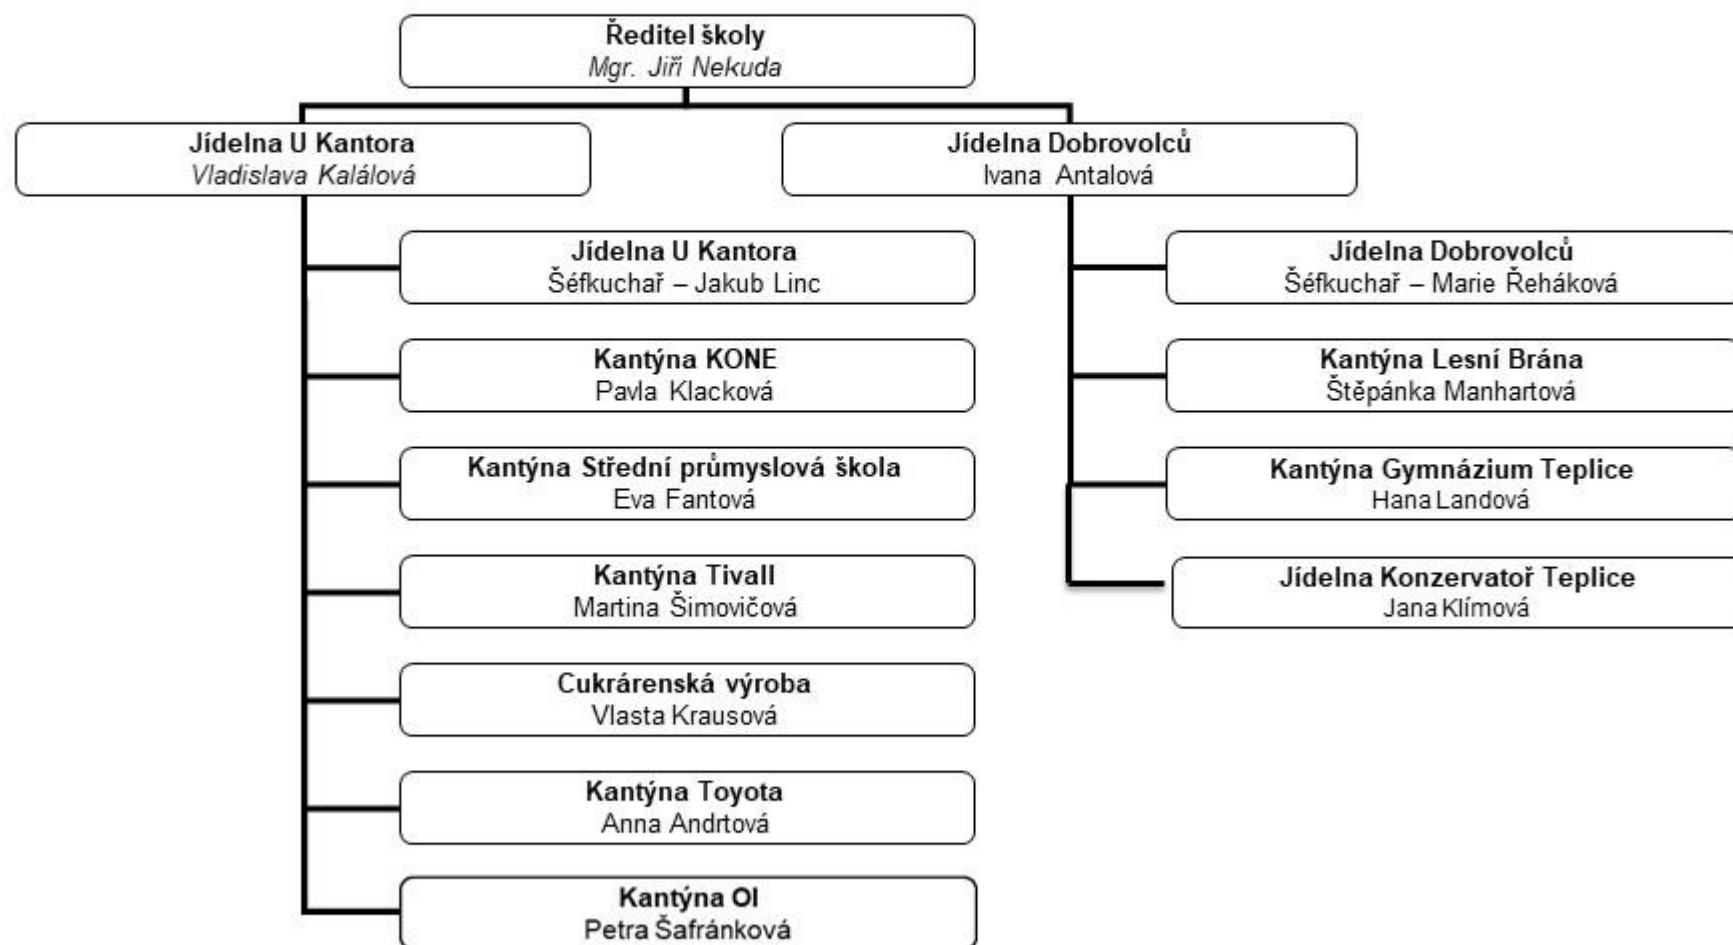 Ředitel školy
Mgr. Jiří Nekuda
Jídelna U Kantora
Vladislava Kalálová
Jídelna Dobrovolců
Ivana Antalová
Jídelna U Kantora
Šéfkuchař – Jakub Linc
Kantýna KONE
Pavla Klacková
Kantýna Střední průmyslová škola
Eva Fantová
Kantýna Tivall
Martina Šimovičová
Cukrárenská výroba
Vlasta Krausová
Kantýna Toyota
Anna Andrtová
Kantýna OI
Petra Šafránková
Jídelna Dobrovolců
Šéfkuchař – Marie Řeháková
Kantýna Lesní Brána
Štěpánka Manhartová
Kantýna Gymnázium Teplice
Hana Landová
Jídelna Konzervatoř Teplice
Jana Klímová